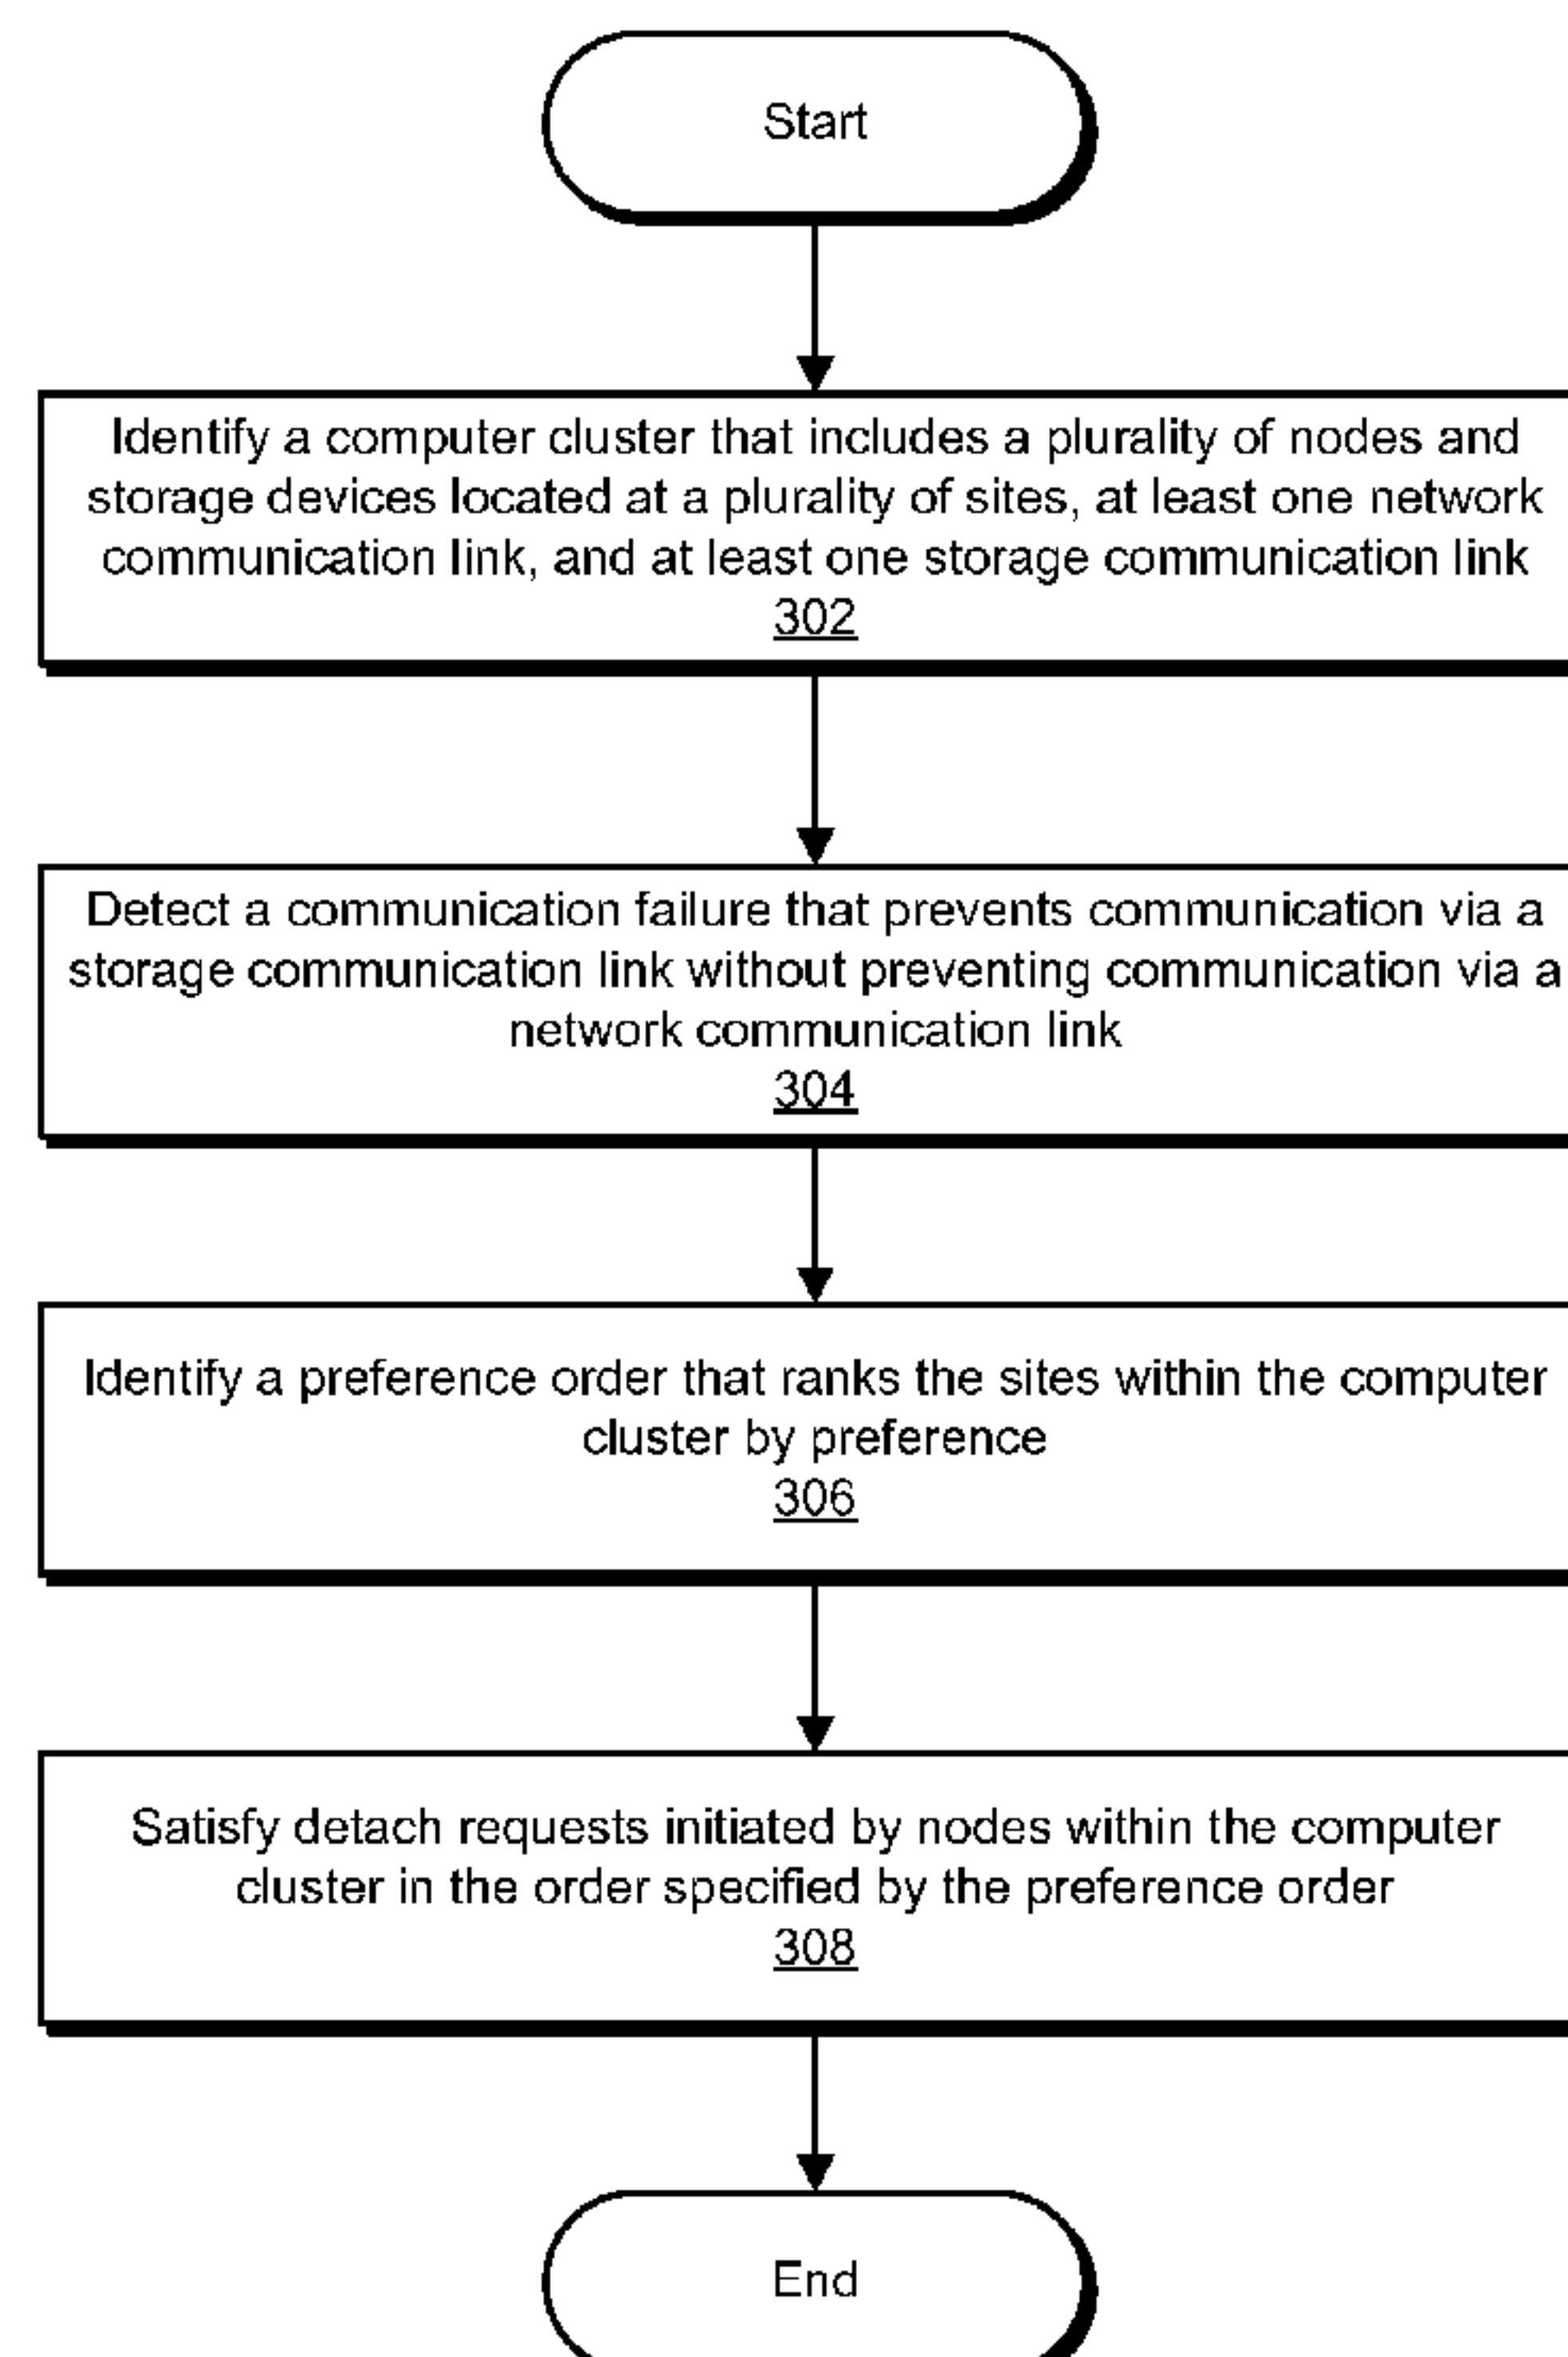 Start
Identify a computer cluster that includes a plurality of nodes and
storage devices located at a plurality of sites, at least one network
communication link, and at least one storage communication link
302
Detect a communication failure that prevents communication via a
storage communication link without preventing communication via a
network communication link
304
Identify a preference order that ranks the sites within the computer
cluster by preference
306
Satisfy detach requests initiated by nodes within the computer
cluster in the order specified by the preference order
308
End